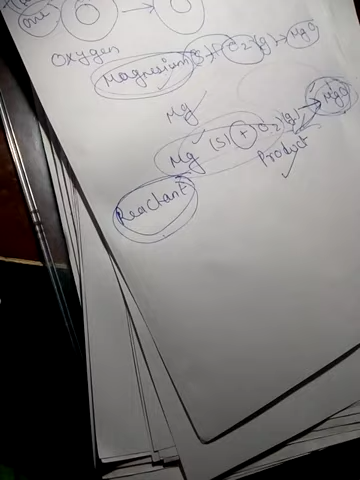 Oxygen
Magnesium (s) + O2 (g) → MgO
Mg
Mg (s) + O2 (g) → MgO
Product
Reactant